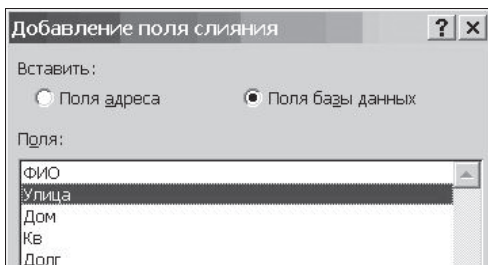 Добавление поля слияния ? ×
Вставить:
Поля адреса Поля базы данных
Поля:
ФИО
Улица
Дом
Кв
Долг